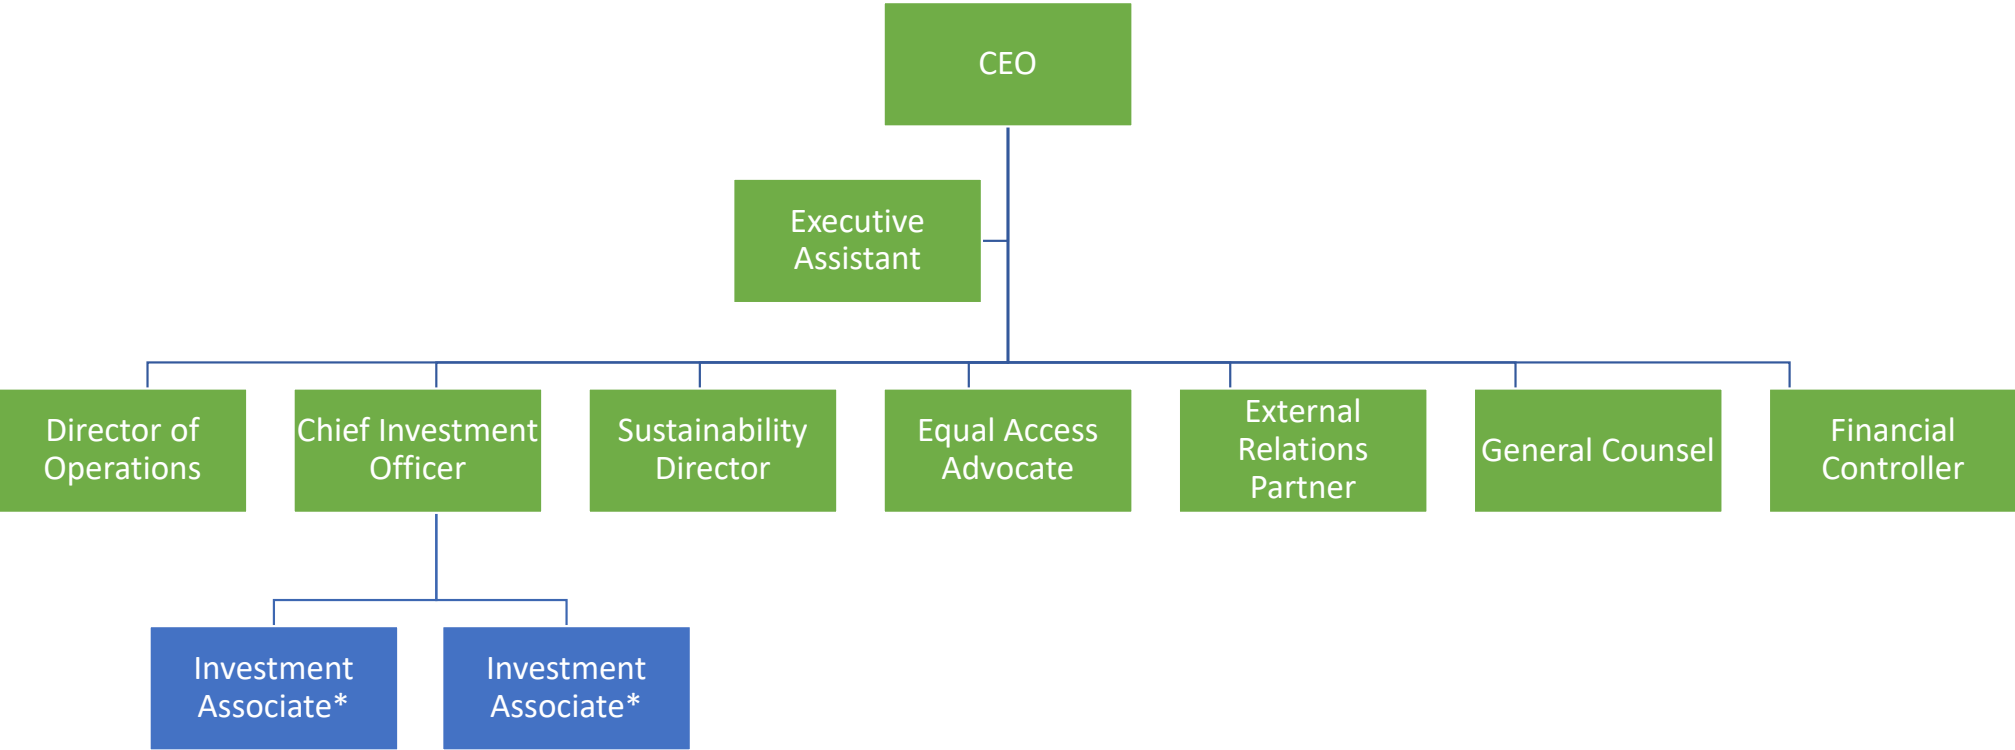 CEO
Executive
Assistant
Director of
Operations
Chief Investment
Officer
Sustainability
Director
Equal Access
Advocate
External
Relations
Partner
General Counsel
Financial
Controller
Investment
Associate*
Investment
Associate*